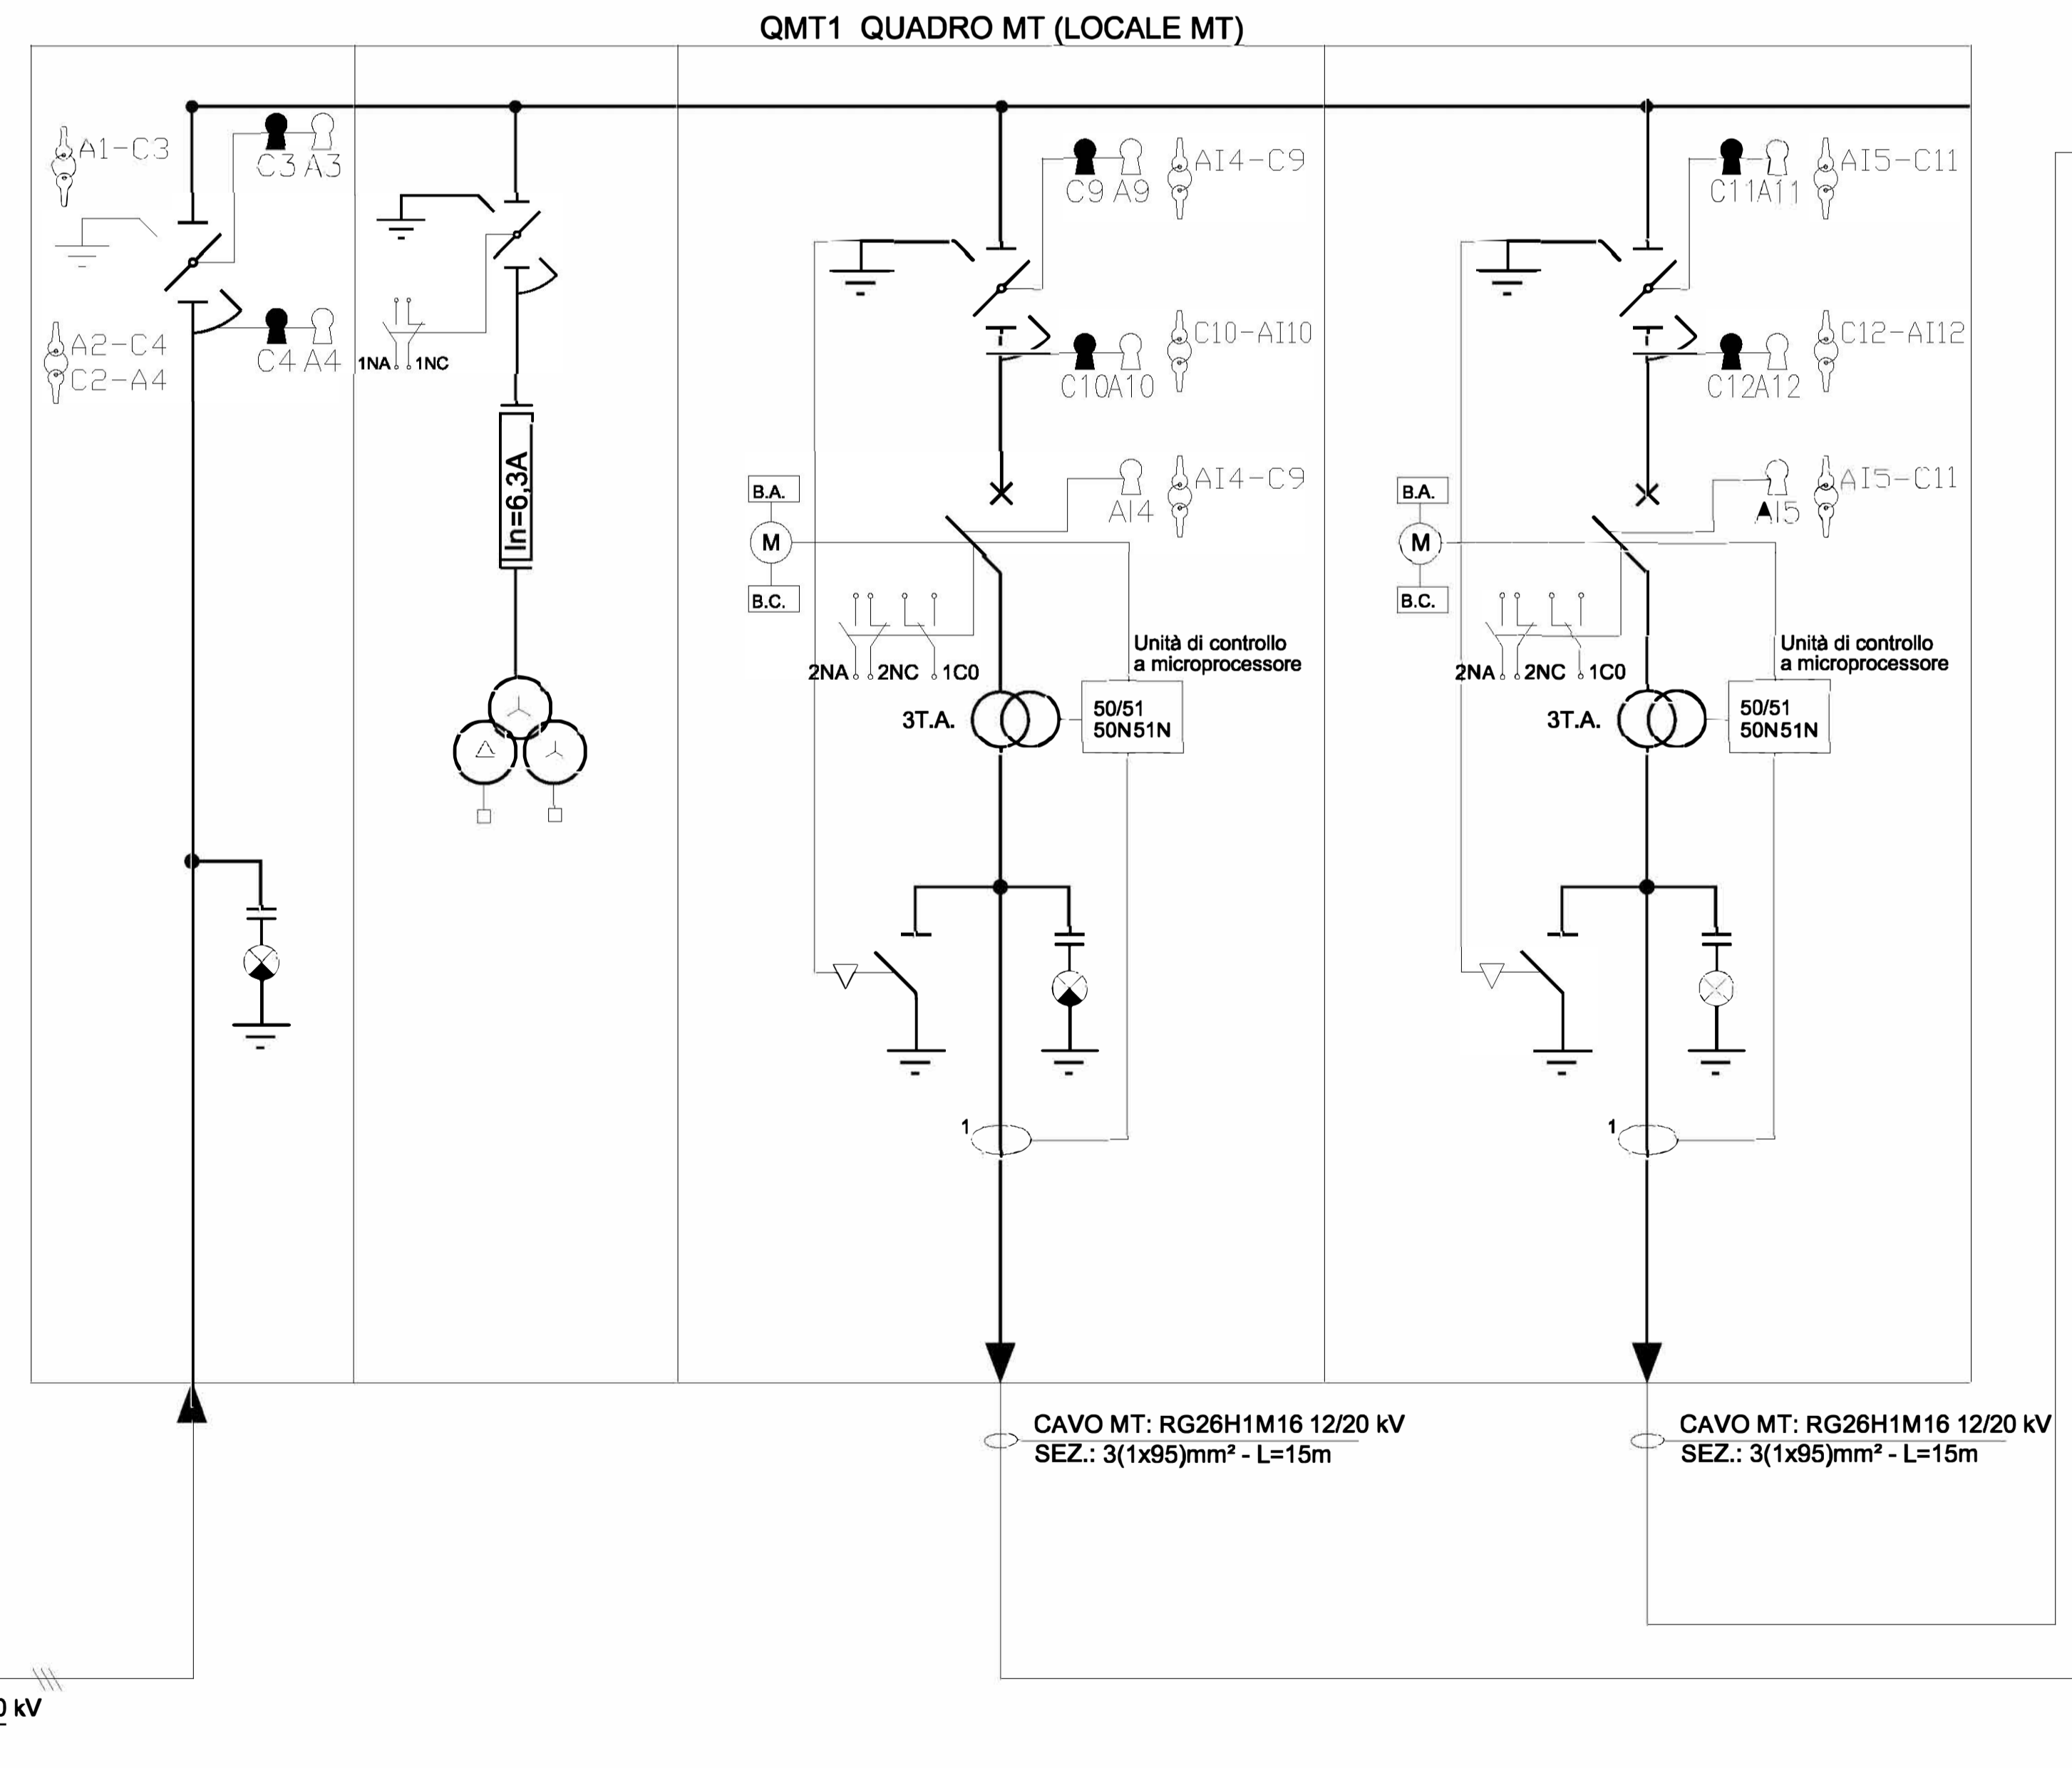 QMT1 QUADRO MT (LOCALE MT)
A1-C3
C3 A3
A2-C4
C2-A4
C4 A4
1NA 1NC
In=6,3A
C9 A9
AI4-C9
C10A10
C10-AI10
AI4
AI4-C9
B.A.
M
B.C.
2NA 2NC 1C0
Unità di controllo
a microprocessore
3T.A.
50/51
50N51N
1
C11A11
AI5-C11
C12A12
C12-AI12
AI5
AI5-C11
B.A.
M
B.C.
2NA 2NC 1C0
Unità di controllo
a microprocessore
3T.A.
50/51
50N51N
1
CAVO MT: RG26H1M16 12/20 kV
SEZ.: 3(1x95)mm² - L=15m
CAVO MT: RG26H1M16 12/20 kV
SEZ.: 3(1x95)mm² - L=15m
kV